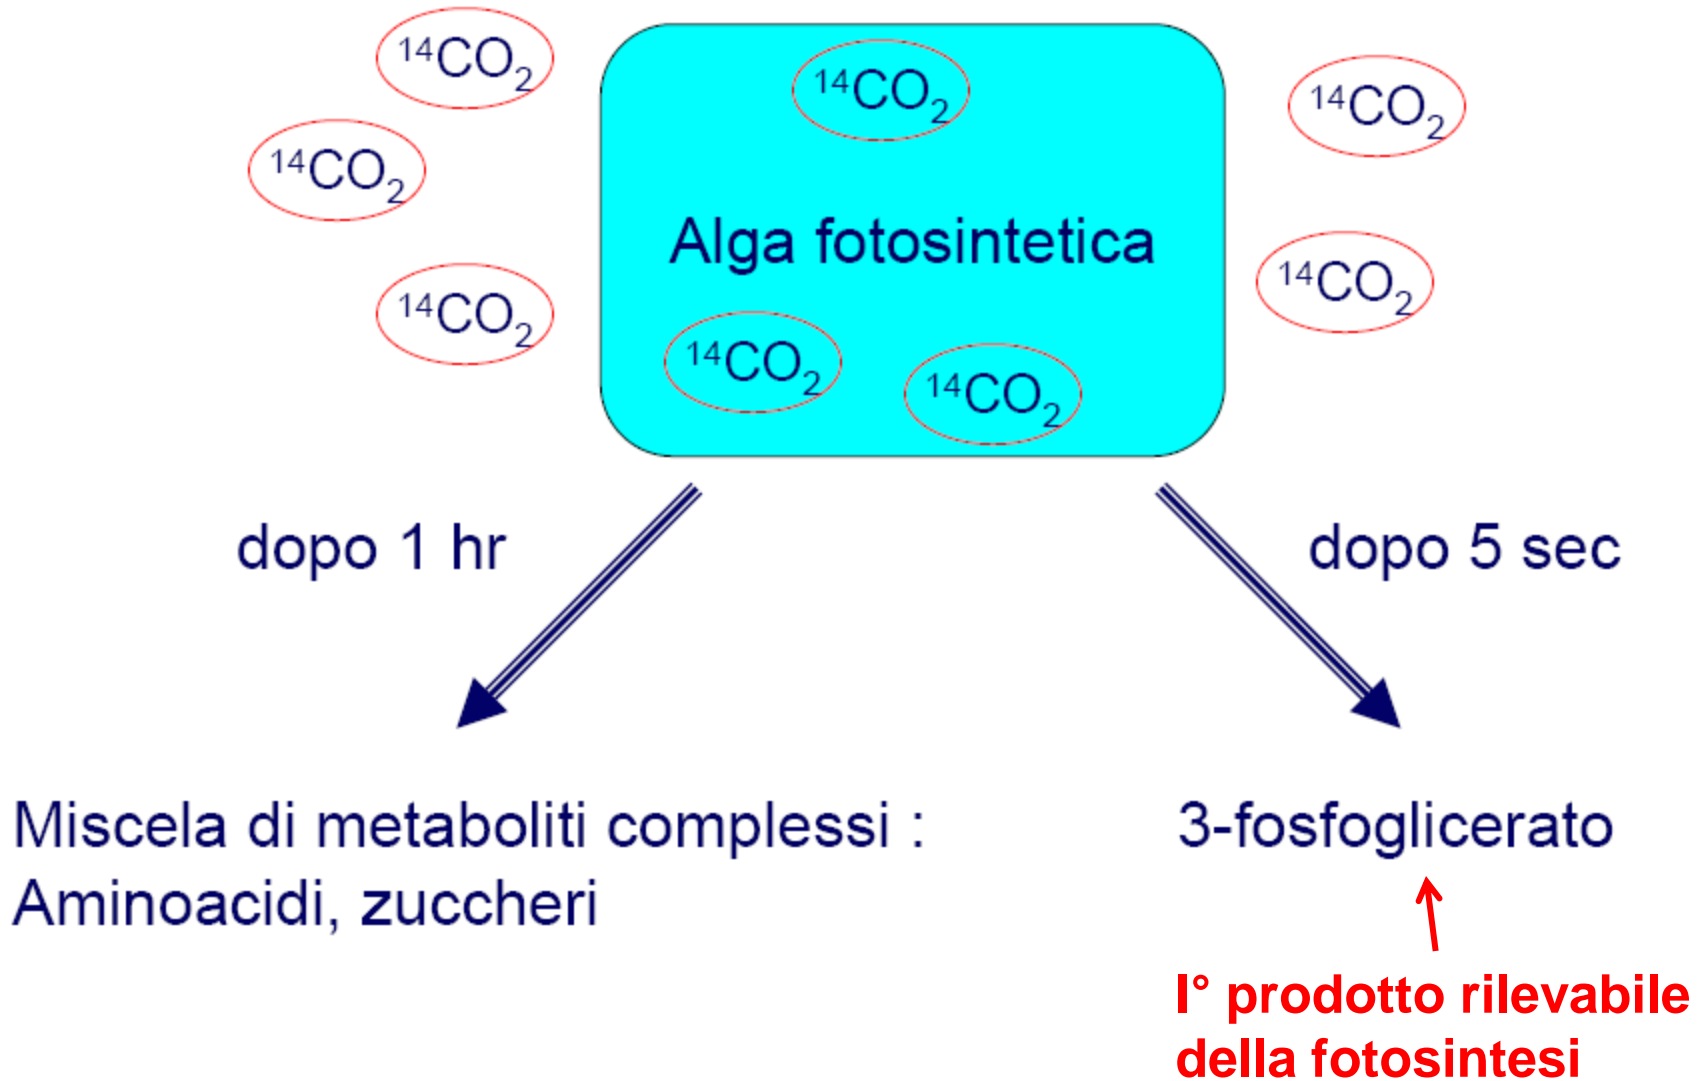 ¹⁴CO₂
¹⁴CO₂
¹⁴CO₂
¹⁴CO₂
Alga fotosintetica
¹⁴CO₂
¹⁴CO₂
¹⁴CO₂
¹⁴CO₂
¹⁴CO₂
dopo 1 hr
dopo 5 sec
Miscela di metaboliti complessi :
Aminoacidi, zuccheri
3-fosfoglicerato
I° prodotto rilevabile
della fotosintesi